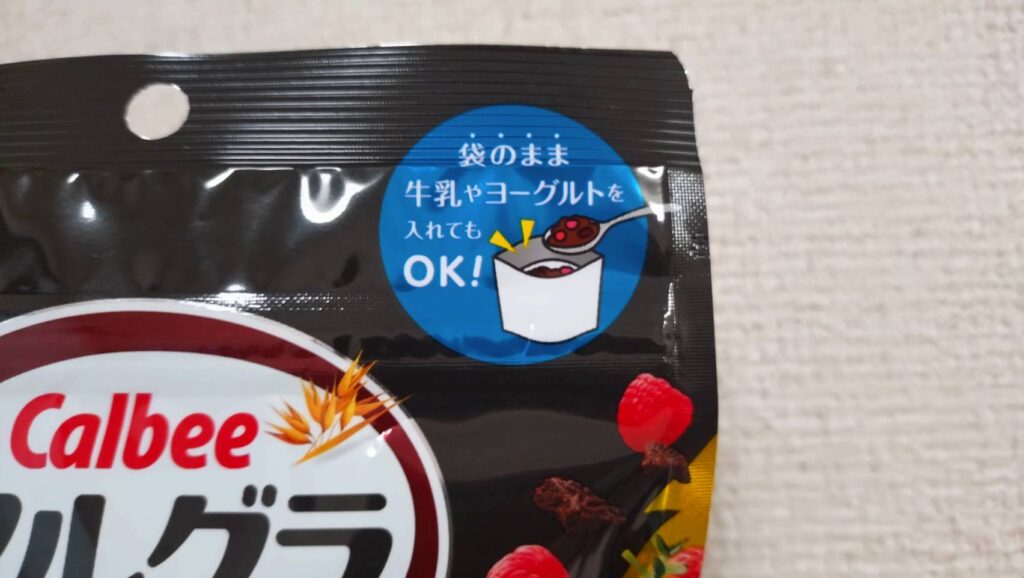 袋のまま
牛乳やヨーグルトを
入れても
OK!
Calbee
フルグラ